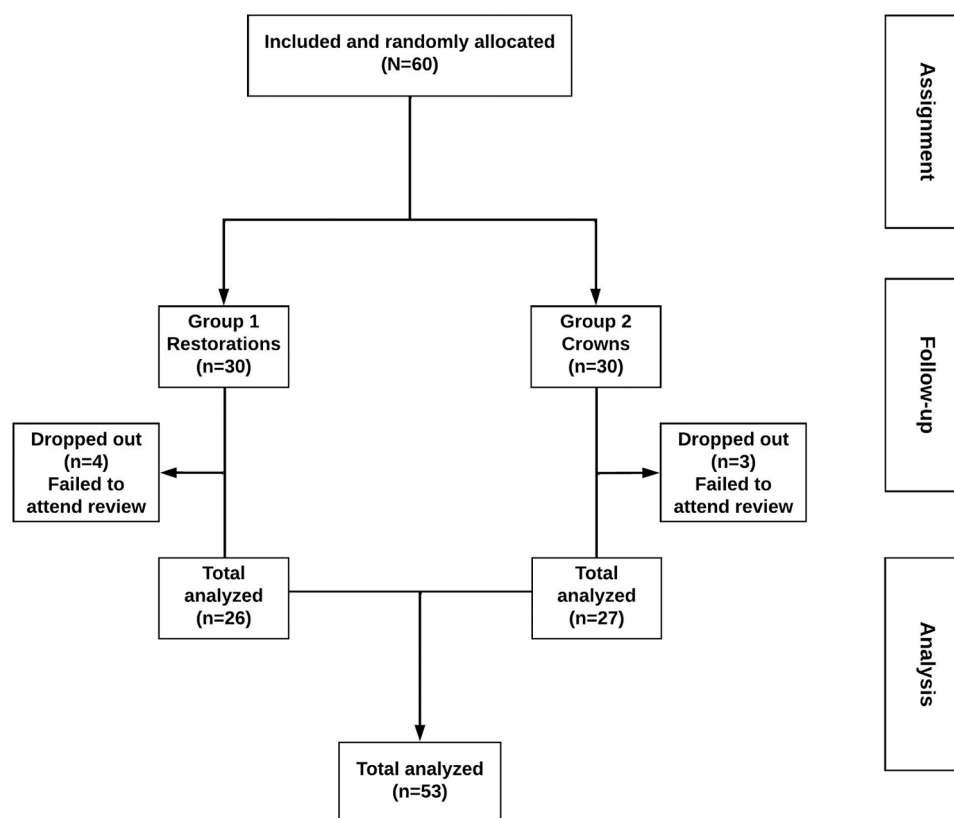 Included and randomly allocated
(N=60)
Assignment
Group 1
Restorations
(n=30)
Group 2
Crowns
(n=30)
Follow-up
Dropped out
(n=4)
Failed to
attend review
Dropped out
(n=3)
Failed to
attend review
Total
analyzed
(n=26)
Total
analyzed
(n=27)
Analysis
Total analyzed
(n=53)